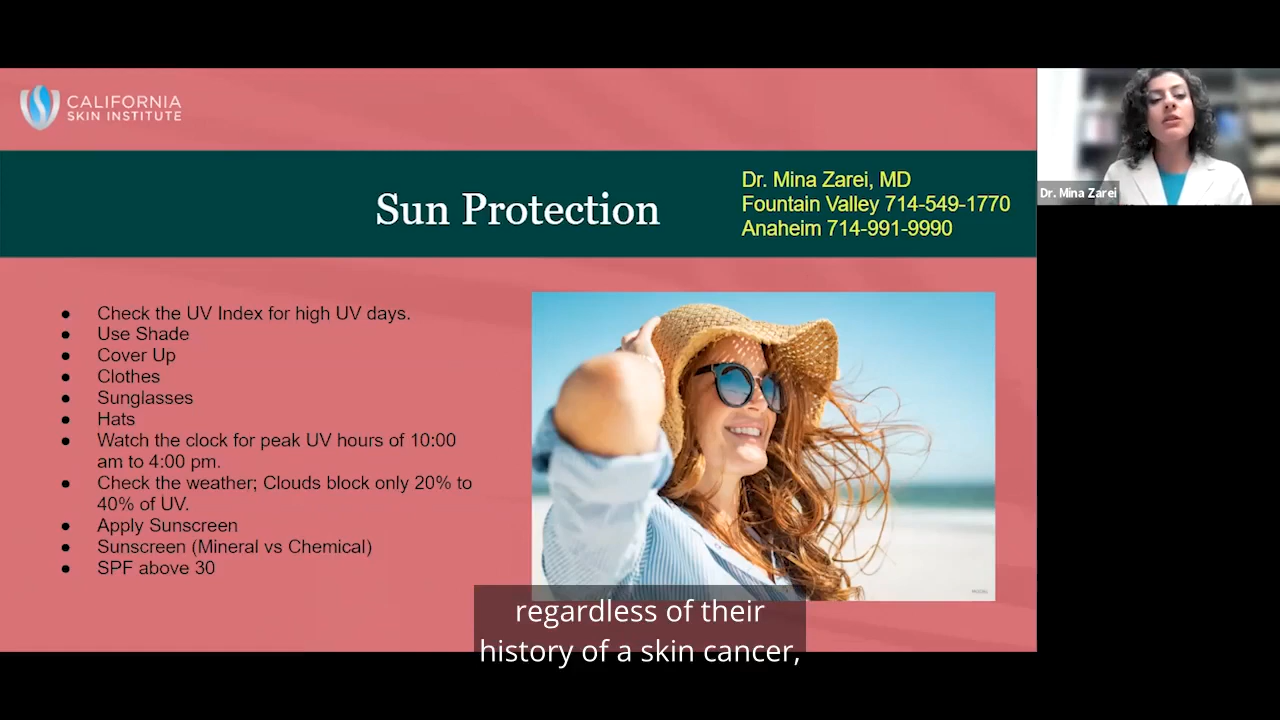 CALIFORNIA
SKIN INSTITUTE
Sun Protection
Dr. Mina Zarei, MD
Fountain Valley 714-549-1770
Anaheim 714-991-9990
Dr. Mina Zarei
● Check the UV Index for high UV days.
● Use Shade
● Cover Up
● Clothes
● Sunglasses
● Hats
● Watch the clock for peak UV hours of 10:00
am to 4:00 pm.
● Check the weather; Clouds block only 20% to
40% of UV.
● Apply Sunscreen
● Sunscreen (Mineral vs Chemical)
● SPF above 30
MODEL
regardless of their
history of a skin cancer,